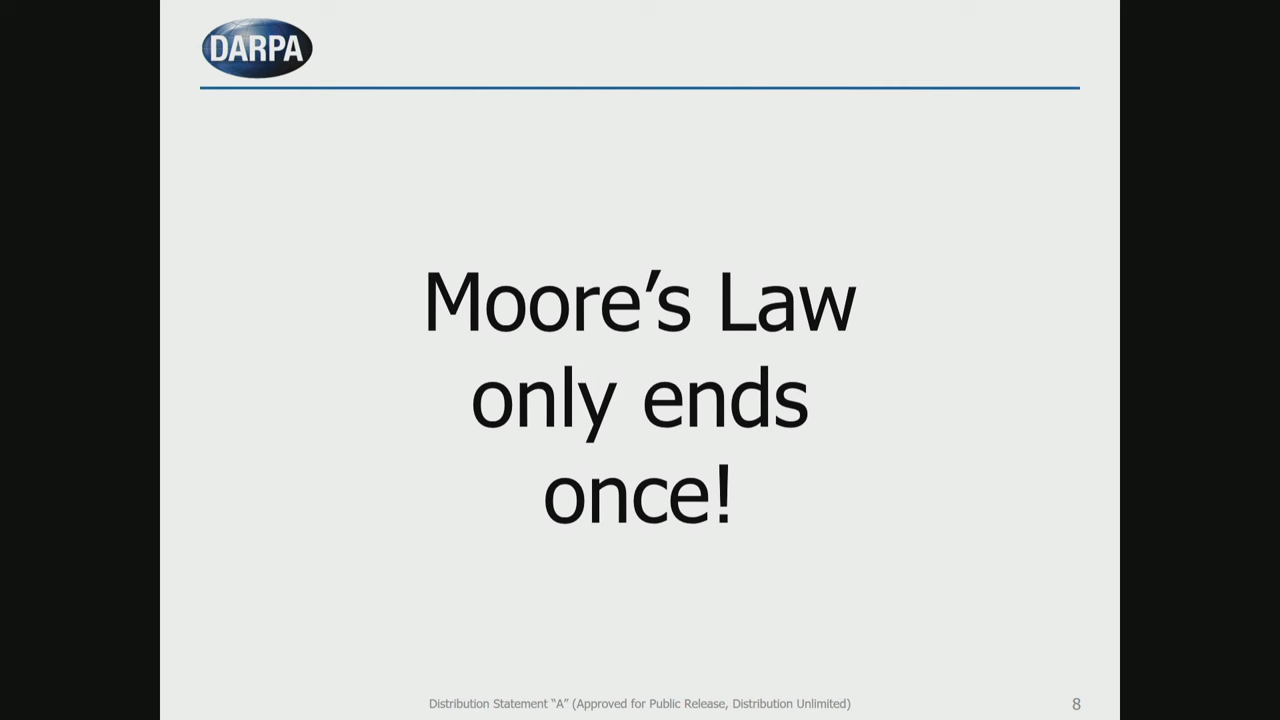 DARPA
Moore’s Law
only ends
once!
Distribution Statement “A” (Approved for Public Release, Distribution Unlimited)
8